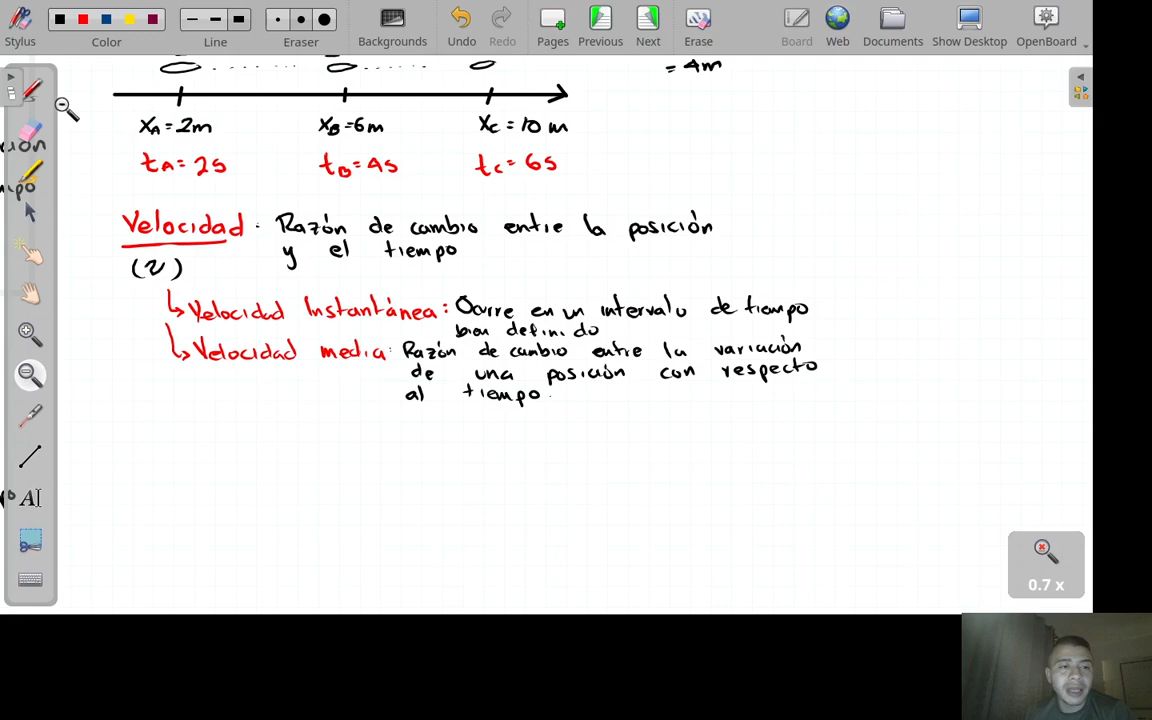 Stylus
Color
Line
Eraser
Backgrounds
Undo
Redo
Pages
Previous
Next
Erase
Board
Web
Documents
Show Desktop
OpenBoard
= 4m
xA = 2m xB = 6m xC = 10 m
tA = 2s tB = 4s tC = 6s
Velocidad: Razón de cambio entre la posición
y el tiempo
(v)
Velocidad Instantánea: Ocurre en un intervalo de tiempo
bien definido
Velocidad media: Razón de cambio entre la variación
de una posición con respecto
al tiempo.
0.7 x